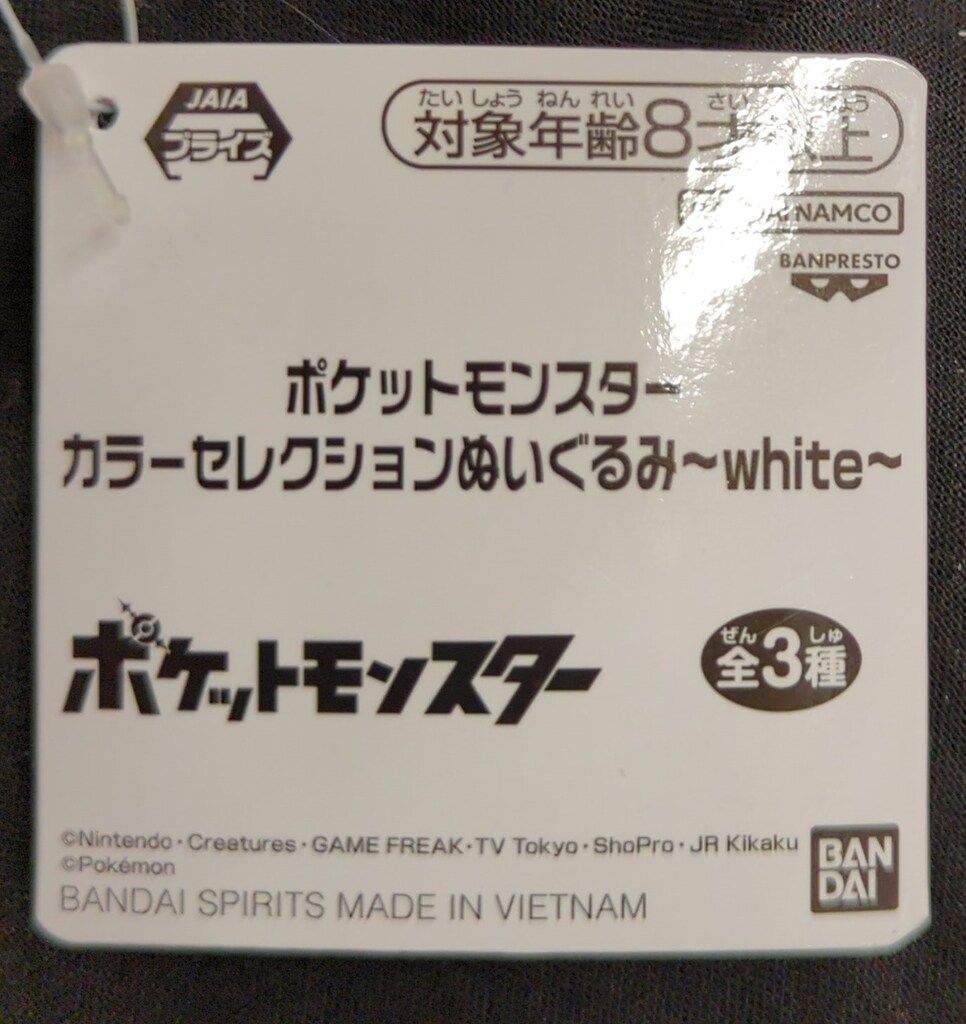 JAIA
プライズ
たいしょうねんれい さい
対象年齢8才 上
NAMCO
BANPRESTO
ポケットモンスター
カラーセレクションぬいぐるみ~white~
ポケットモンスター
ぜん しゅ
全3種
©Nintendo・Creatures・GAME FREAK・TV Tokyo・ShoPro・JR Kikaku
©Pokémon
BANDAI SPIRITS MADE IN VIETNAM
BAN
DAI